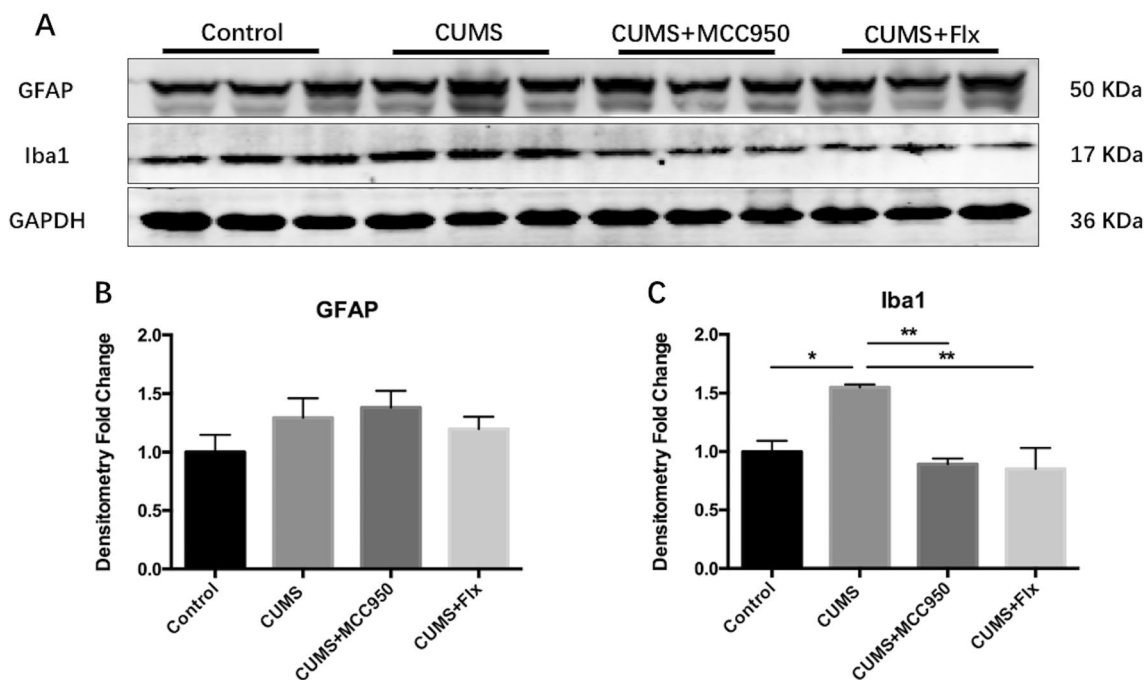 A
Control CUMS CUMS+MCC950 CUMS+Flx
GFAP 50 KDa
Iba1 17 KDa
GAPDH 36 KDa
B
GFAP
Densitometry Fold Change
2.0
1.5
1.0
0.5
0.0
Control CUMS CUMS+MCC950 CUMS+Flx
C
Iba1
Densitometry Fold Change
2.0
1.5
1.0
0.5
0.0
**
* **
Control CUMS CUMS+MCC950 CUMS+Flx